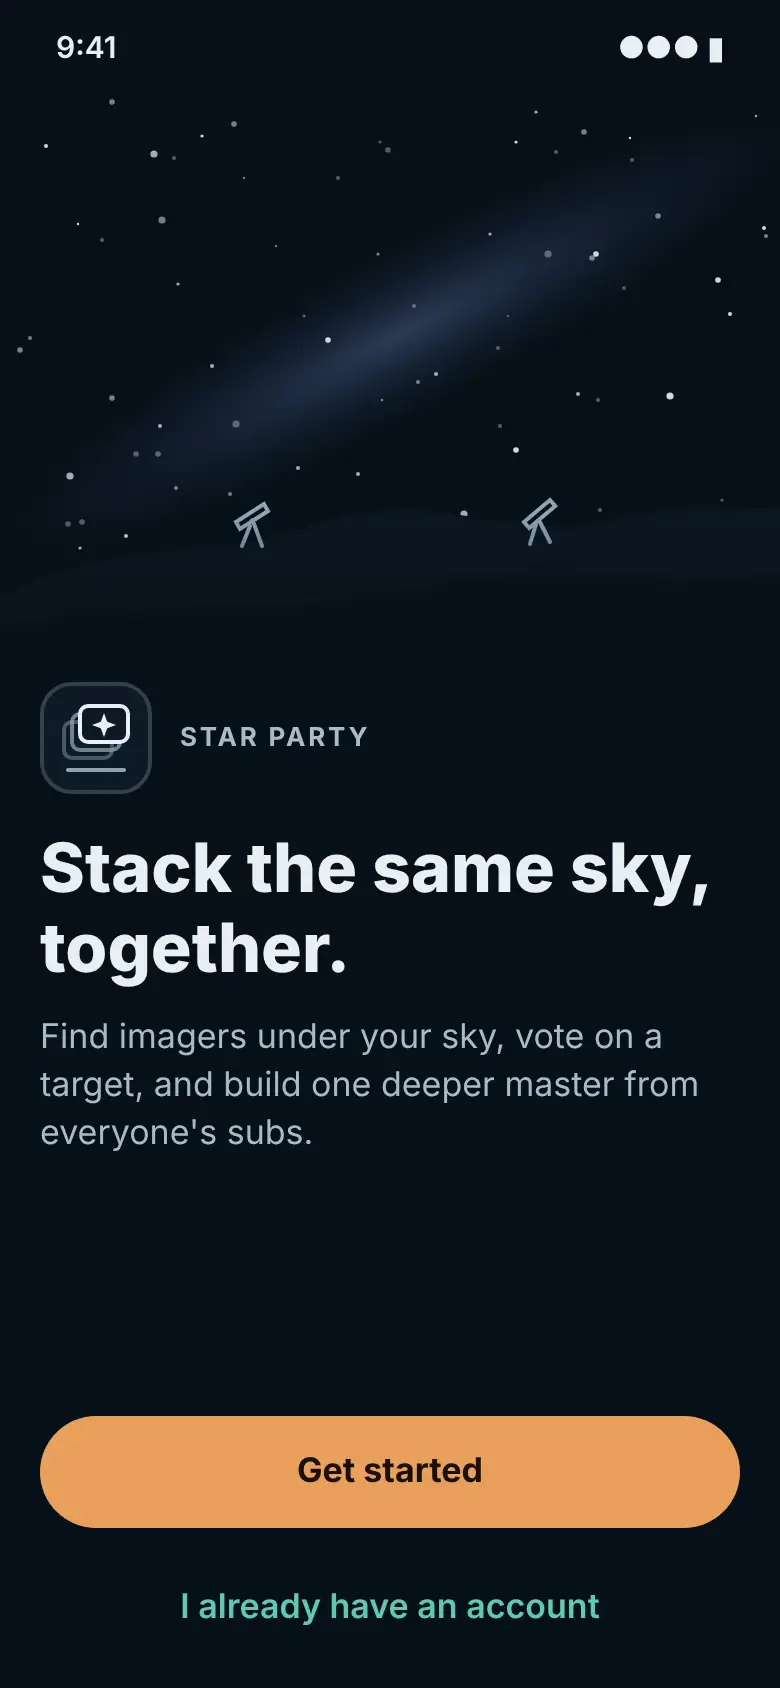 9:41
STAR PARTY
Stack the same sky,
together.
Find imagers under your sky, vote on a
target, and build one deeper master from
everyone's subs.
Get started
I already have an account